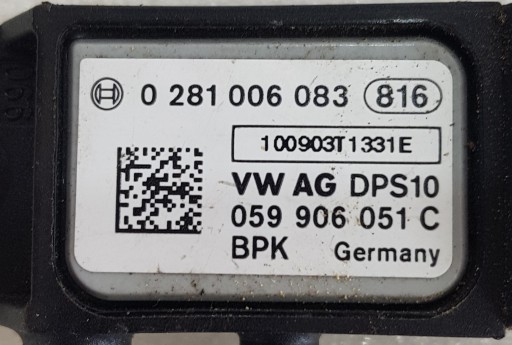 0 281 006 083 816
100903T1331E
VW AG DPS10
059 906 051 C
BPK Germany